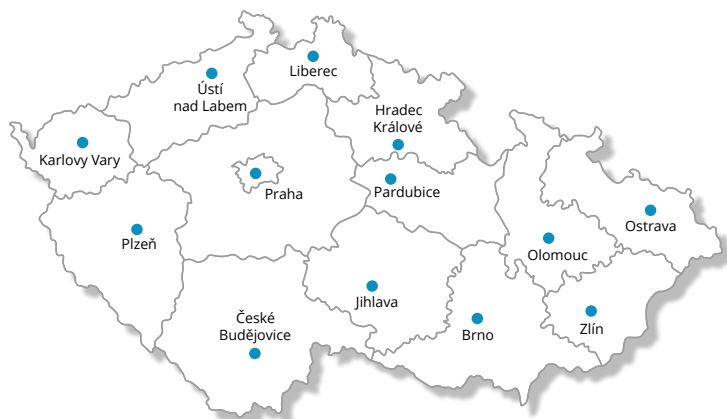 Liberec
Ústí
nad Labem
Hradec
Králové
Karlovy Vary
Praha
Pardubice
Plzeň
Ostrava
Olomouc
Jihlava
České
Budějovice
Brno
Zlín